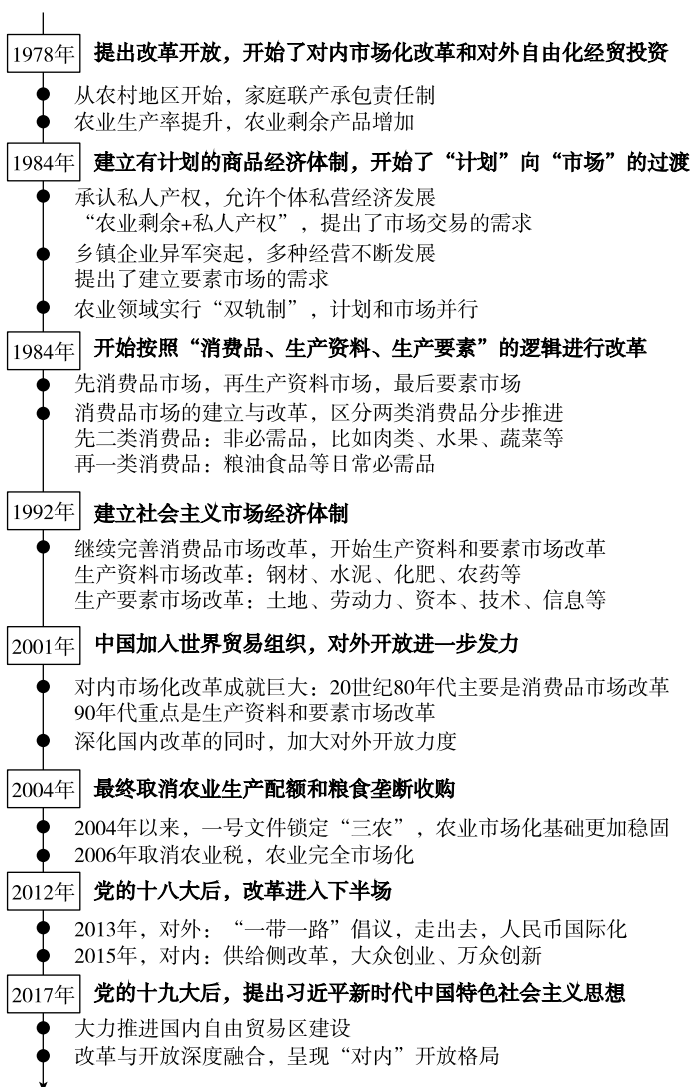 1978年 提出改革开放，开始了对内市场化改革和对外自由化经贸投资
从农村地区开始，家庭联产承包责任制
农业生产率提升，农业剩余产品增加
1984年 建立有计划的商品经济体制，开始了“计划”向“市场”的过渡
承认私人产权，允许个体私营经济发展
“农业剩余+私人产权”，提出了市场交易的需求
乡镇企业异军突起，多种经营不断发展
提出了建立要素市场的需求
农业领域实行“双轨制”，计划和市场并行
1984年 开始按照“消费品、生产资料、生产要素”的逻辑进行改革
先消费品市场，再生产资料市场，最后要素市场
消费品市场的建立与改革，区分两类消费品分步推进
先二类消费品：非必需品，比如肉类、水果、蔬菜等
再一类消费品：粮油食品等日常必需品
1992年 建立社会主义市场经济体制
继续完善消费品市场改革，开始生产资料和要素市场改革
生产资料市场改革：钢材、水泥、化肥、农药等
生产要素市场改革：土地、劳动力、资本、技术、信息等
2001年 中国加入世界贸易组织，对外开放进一步发力
对内市场化改革成就巨大：20世纪80年代主要是消费品市场改革
90年代重点是生产资料和要素市场改革
深化国内改革的同时，加大对外开放力度
2004年 最终取消农业生产配额和粮食垄断收购
2004年以来，一号文件锁定“三农”，农业市场化基础更加稳固
2006年取消农业税，农业完全市场化
2012年 党的十八大后，改革进入下半场
2013年，对外：“一带一路”倡议，走出去，人民币国际化
2015年，对内：供给侧改革，大众创业、万众创新
2017年 党的十九大后，提出习近平新时代中国特色社会主义思想
大力推进国内自由贸易区建设
改革与开放深度融合，呈现“对内”开放格局